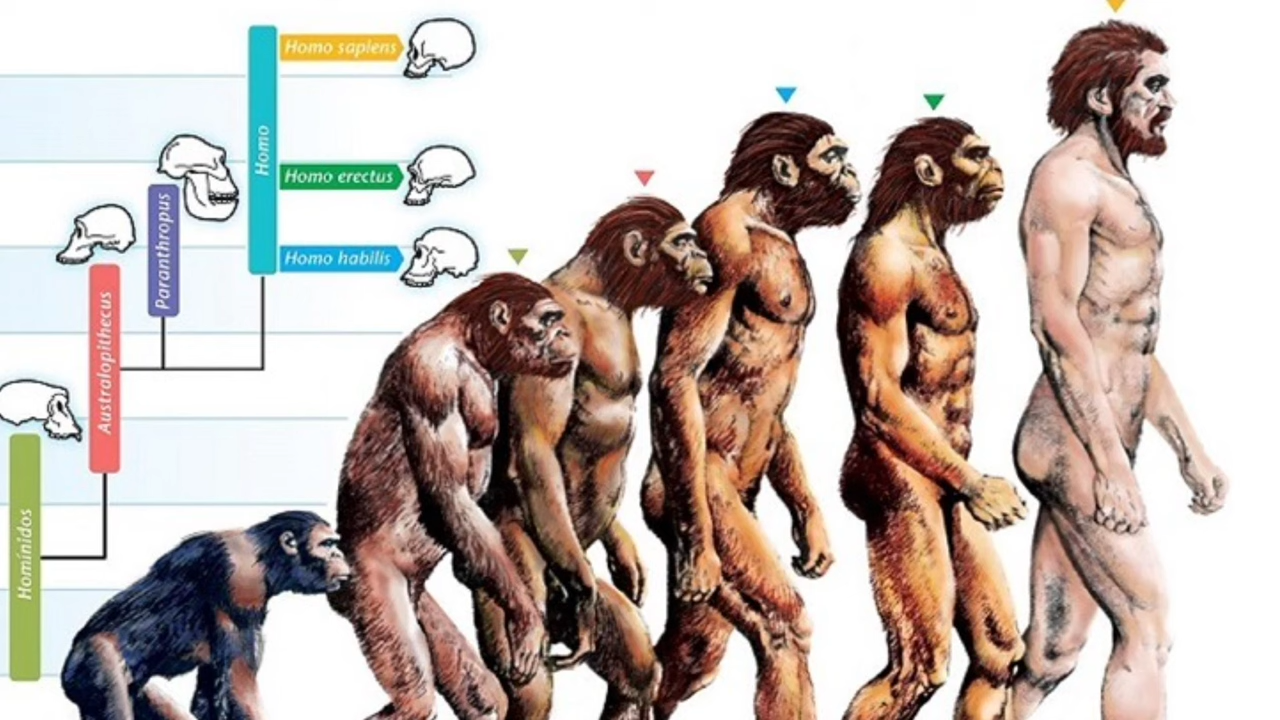 Homo sapiens
Homo
Homo erectus
Paranthropus
Homo habilis
Australopithecus
Homínidos